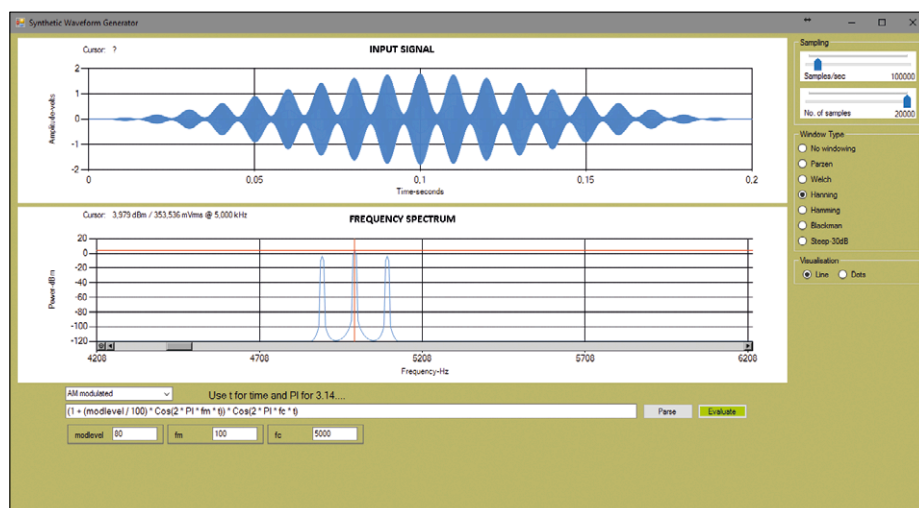 Synthetic Waveform Generator
Cursor: ?
INPUT SIGNAL
2
1
0
-1
-2
Amplitude-volts
0
0,05
0,1
0,15
0,2
Time-seconds
Cursor: 3,979 dBm / 353,536 mVrms @ 5,000 kHz
FREQUENCY SPECTRUM
20
0
-20
-40
-60
-80
-100
-120
Power-dBm
4208
4708
5208
5708
6208
Frequency-Hz
AM modulated
Use t for time and PI for 3.14....
(1 + (modlevel / 100) * Cos(2 * PI * fm * t)) * Cos(2 * PI * fc * t)
Parse
Evaluate
modlevel 80
fm 100
fc 5000
Sampling
Samples/sec 100000
No. of samples 20000
Window Type
No windowing
Parzen
Welch
Hanning
Hamming
Blackman
Steep-30dB
Visualisation
Line
Dots